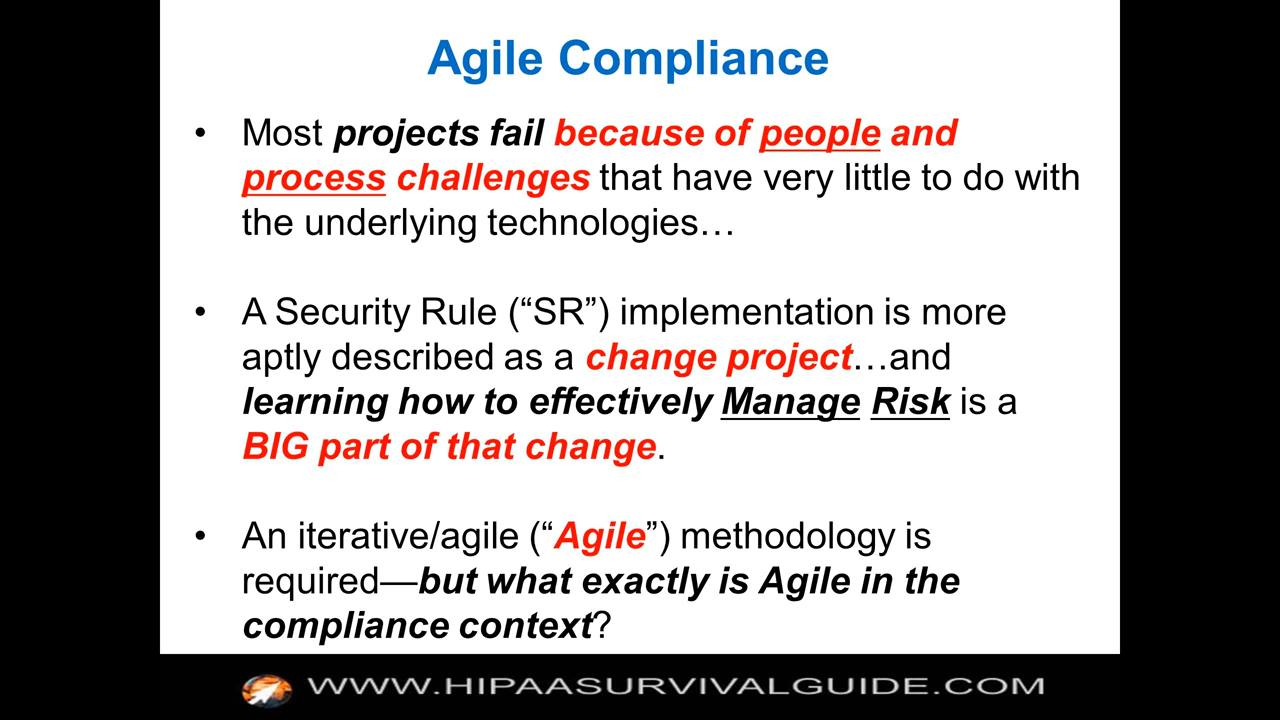 Agile Compliance
• Most projects fail because of people and
process challenges that have very little to do with
the underlying technologies…
• A Security Rule (“SR”) implementation is more
aptly described as a change project…and
learning how to effectively Manage Risk is a
BIG part of that change.
• An iterative/agile (“Agile”) methodology is
required—but what exactly is Agile in the
compliance context?
WWW.HIPAASURVIVALGUIDE.COM